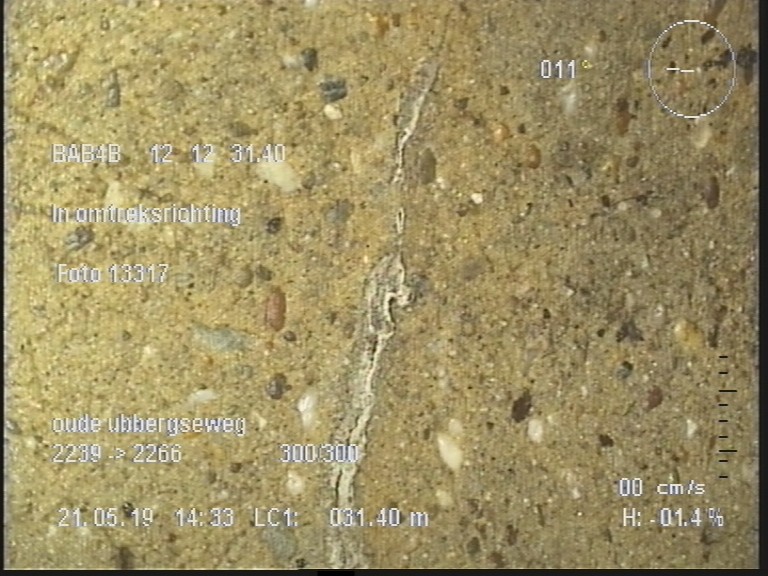 011°
BAB4B 12 12 31.40
In omtreksrichting
Foto 13317
oude ubbergseweg
2239 -> 2266 300/300
00 cm/s
21.05.19 14:33 LC1: 031.40 m H: -01.4 %